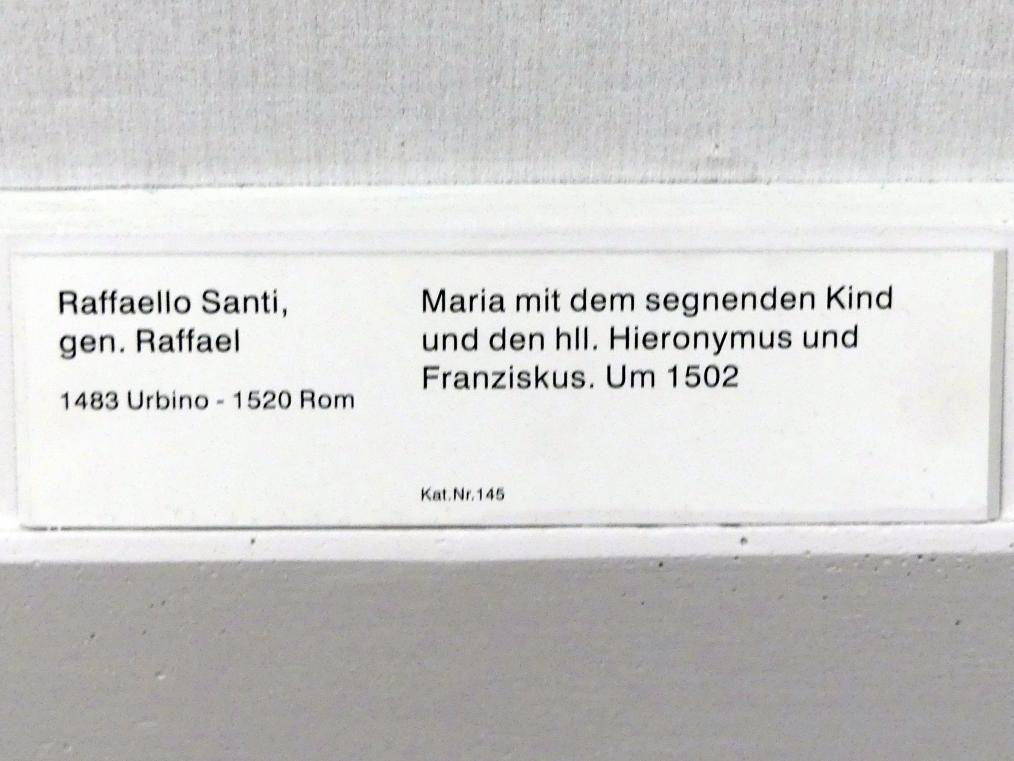 Raffaello Santi,
gen. Raffael
1483 Urbino - 1520 Rom
Maria mit dem segnenden Kind
und den hll. Hieronymus und
Franziskus. Um 1502
Kat.Nr.145